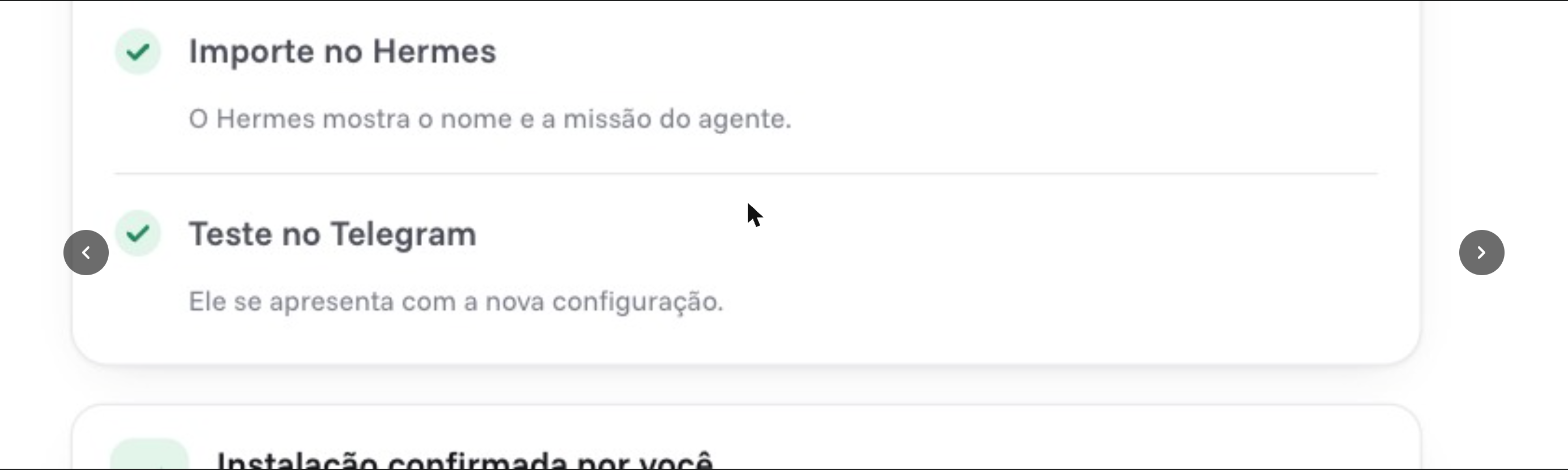 Importe no Hermes
O Hermes mostra o nome e a missão do agente.
Teste no Telegram
Ele se apresenta com a nova configuração.
Instalação confirmada por você